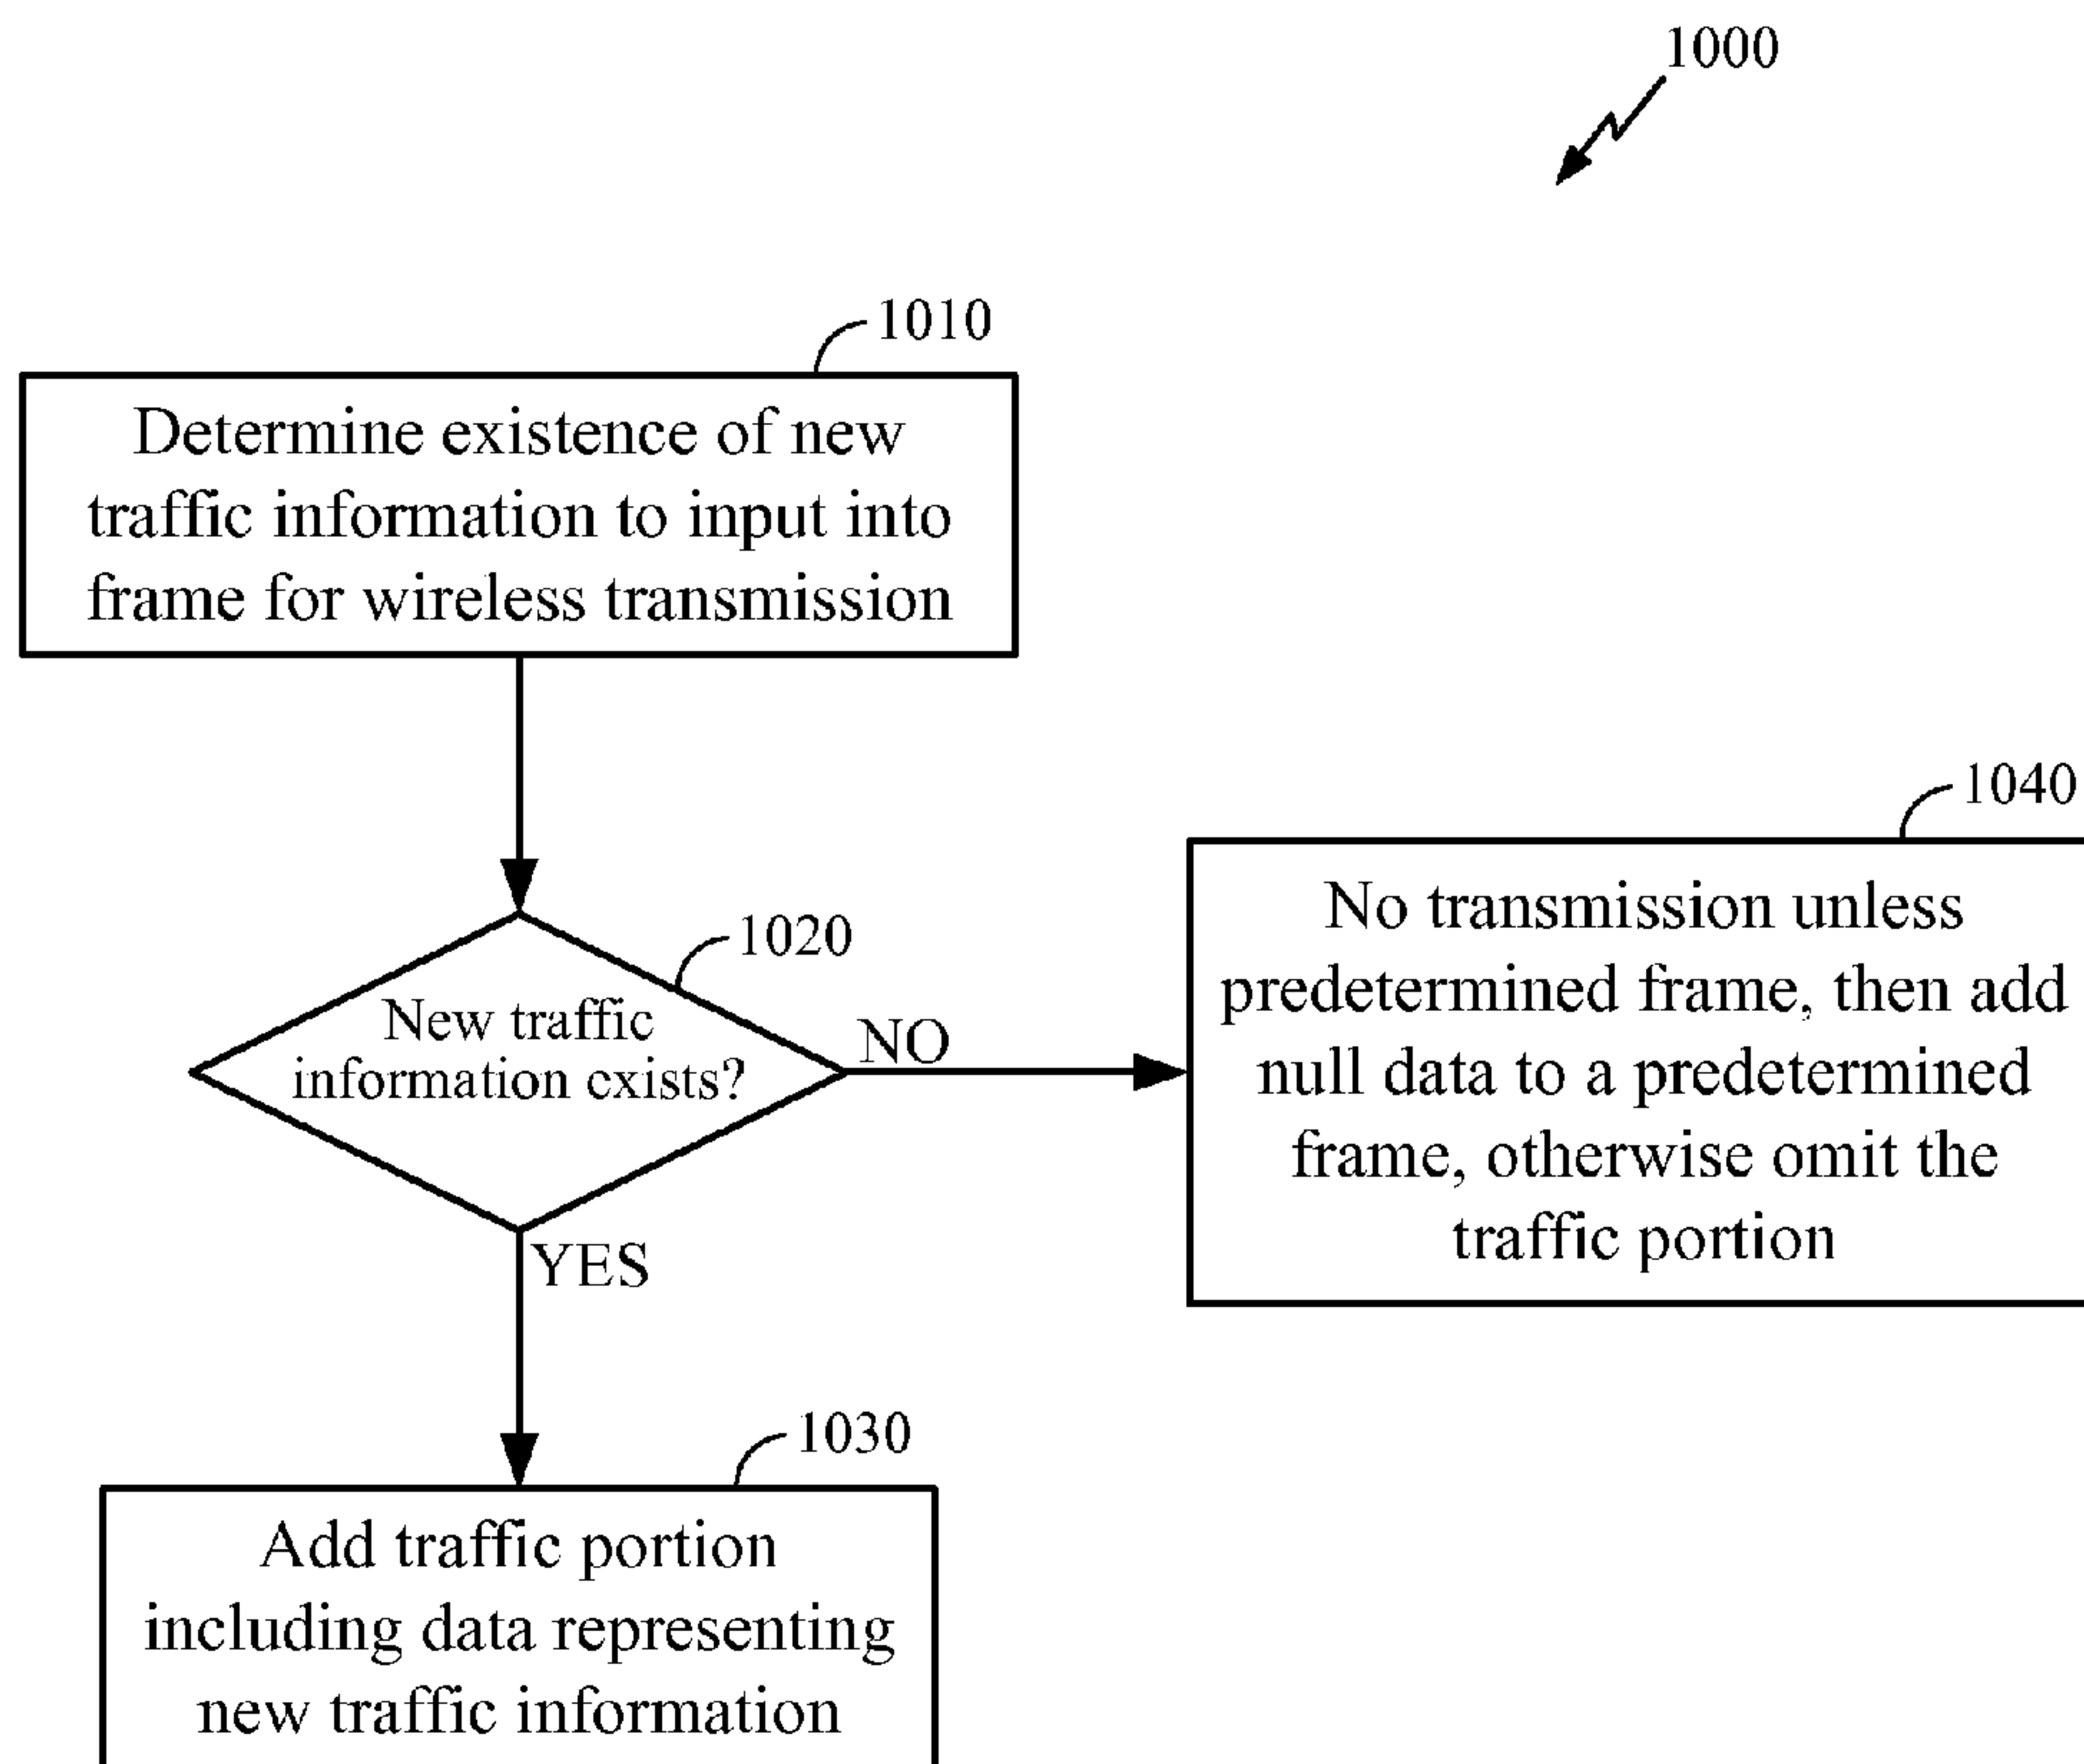 1000
1010
Determine existence of new
traffic information to input into
frame for wireless transmission
1020
New traffic
information exists?
NO
YES
1040
No transmission unless
predetermined frame, then add
null data to a predetermined
frame, otherwise omit the
traffic portion
1030
Add traffic portion
including data representing
new traffic information